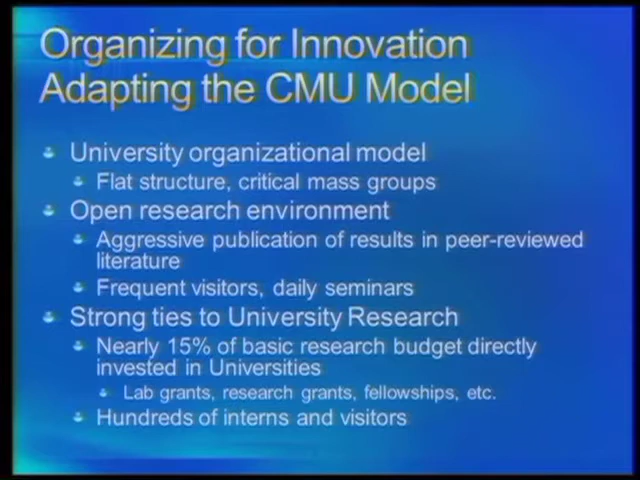 Organizing for Innovation
Adapting the CMU Model
University organizational model
Flat structure, critical mass groups
Open research environment
Aggressive publication of results in peer-reviewed
literature
Frequent visitors, daily seminars
Strong ties to University Research
Nearly 15% of basic research budget directly
invested in Universities
Lab grants, research grants, fellowships, etc.
Hundreds of interns and visitors